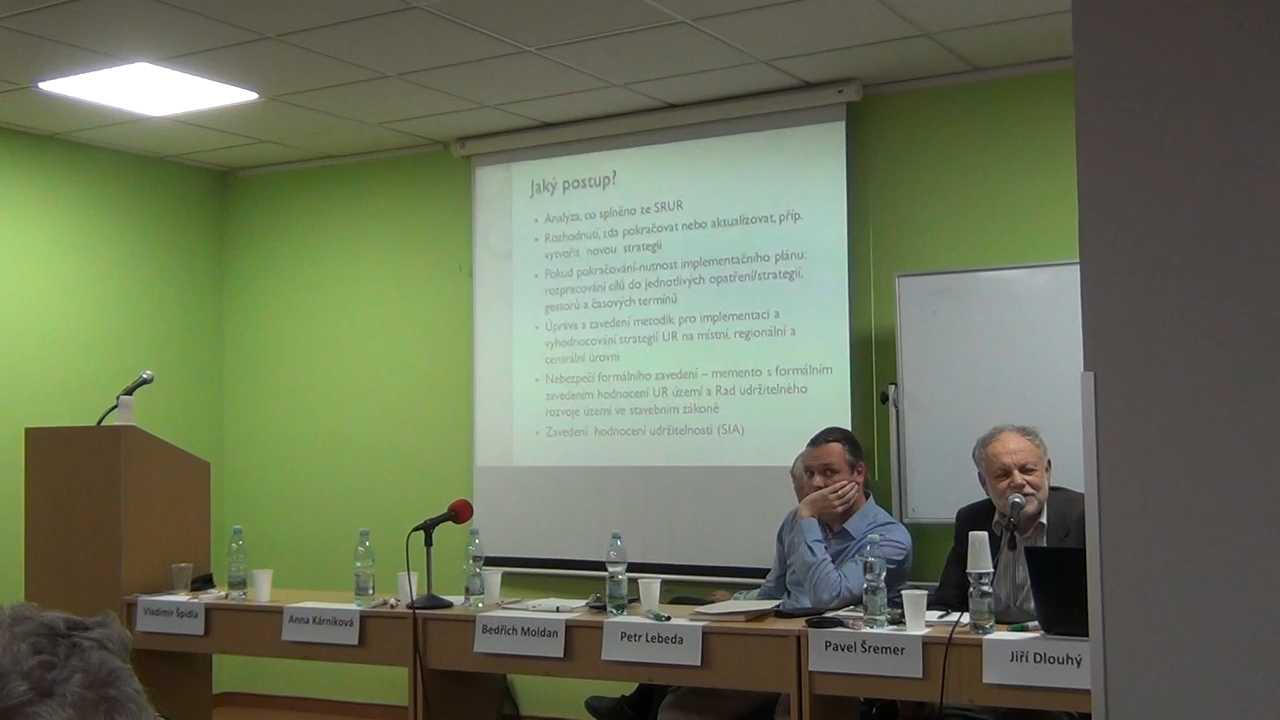 Jaký postup?
Analýza, co splněno ze SRUR
Rozhodnutí, zda pokračovat nebo aktualizovat, příp.
vytvořit novou strategii
Pokud pokračování-nutnost implementačního plánu:
rozpracování cílů do jednotlivých opatření/strategií,
gestorů a časových termínů
Úprava a zavedení metodik pro implementaci a
vyhodnocování strategií UR na místní, regionální a
centrální úrovni
Nebezpečí formálního zavedení – memento s formálním
zavedením hodnocení UR území a Rad udržitelného
rozvoje území ve stavebním zákoně
Zavedení hodnocení udržitelnosti (SIA)
Vladimír Špidla
Anna Kárníková
Bedřich Moldan
Petr Lebeda
Pavel Šremer
Jiří Dlouhý